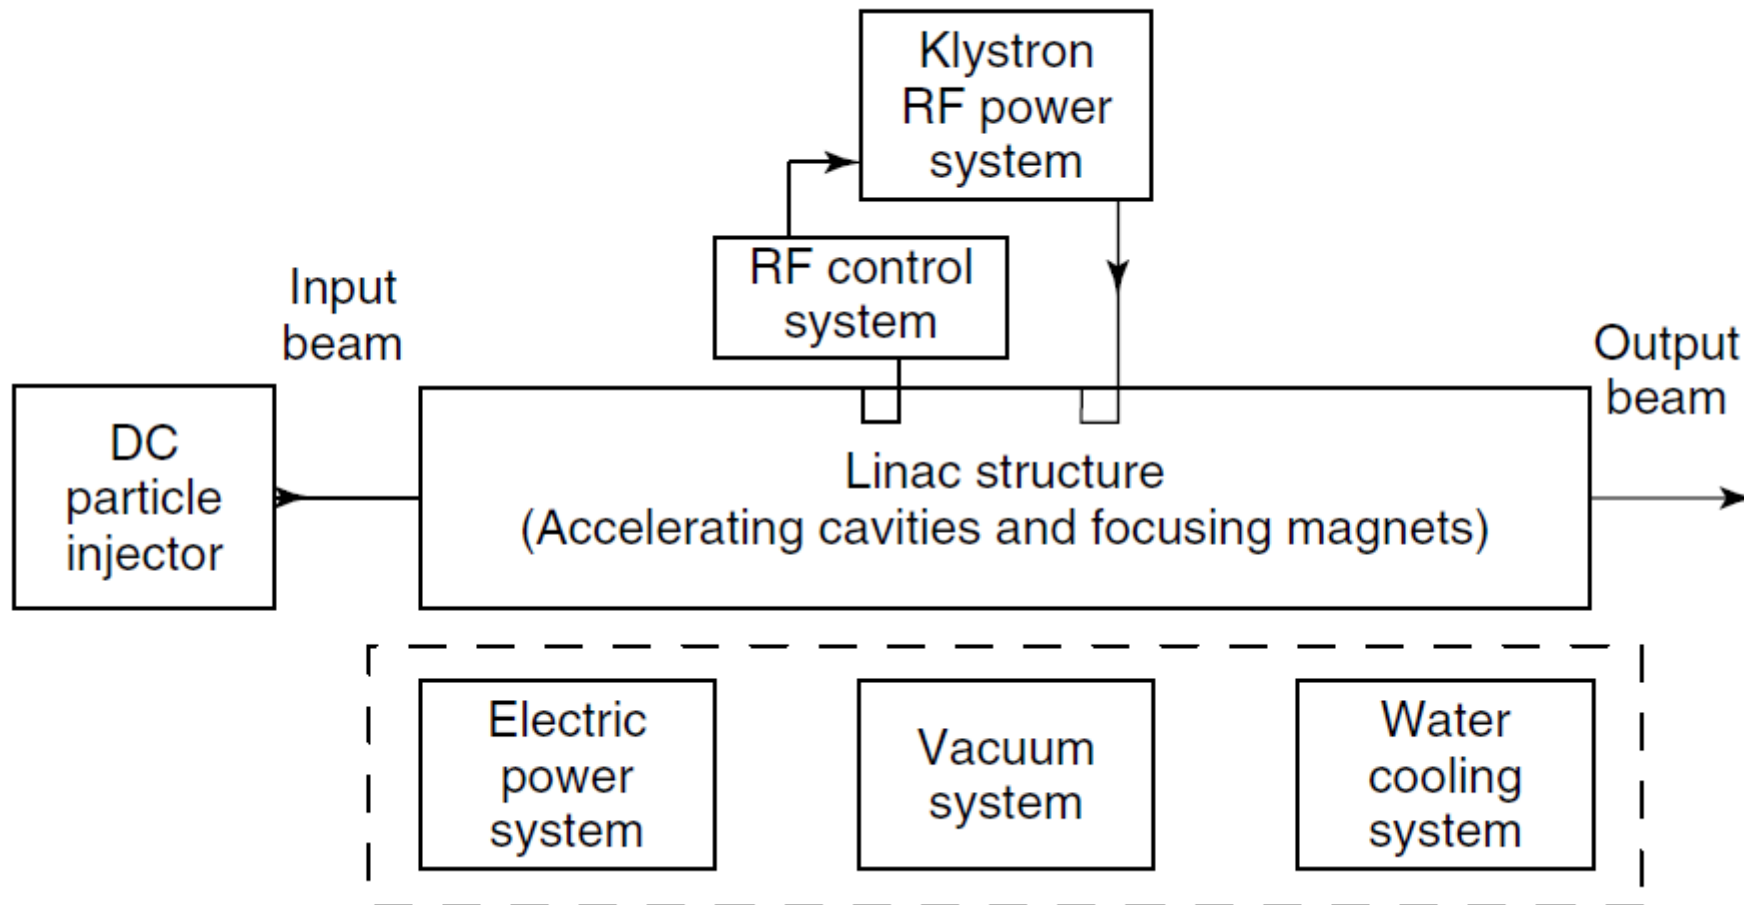 Klystron
RF power
system
RF control
system
Input
beam
Output
beam
DC
particle
injector
Linac structure
(Accelerating cavities and focusing magnets)
Electric
power
system
Vacuum
system
Water
cooling
system